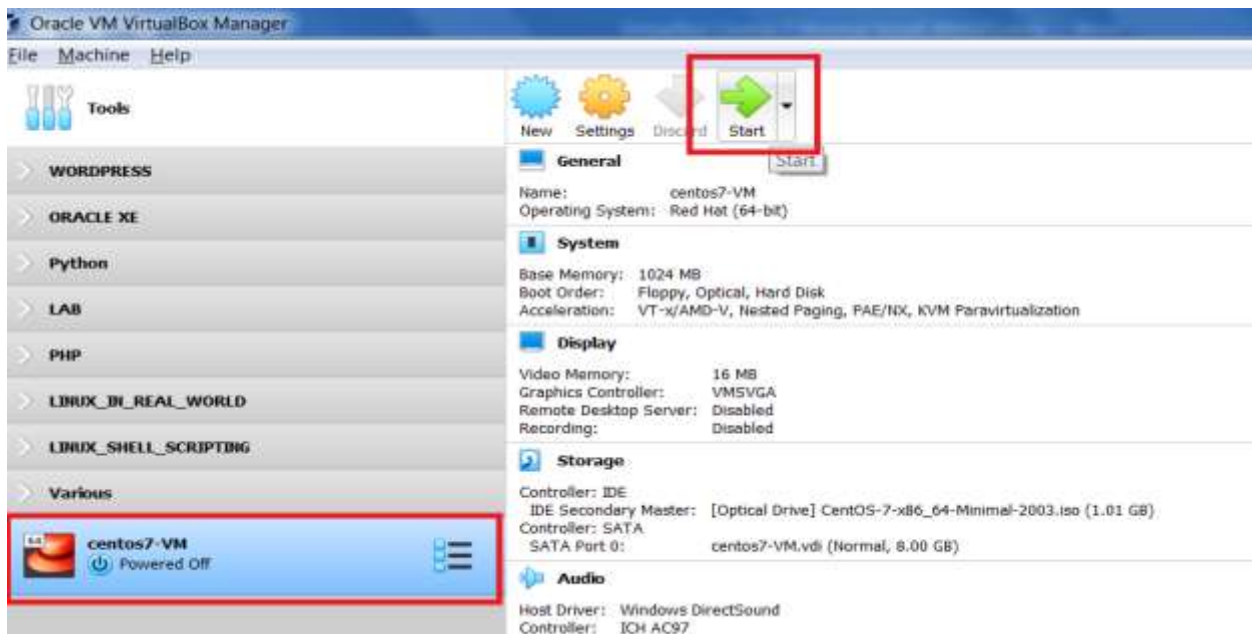 Oracle VM VirtualBox Manager
File Machine Help
Tools
WORDPRESS
ORACLE XE
Python
LAB
PHP
LINUX_IN_REAL_WORLD
LINUX_SHELL_SCRIPTING
Various
64
centos7-VM
Powered Off
New Settings Discard Start
Start
General
Name: centos7-VM
Operating System: Red Hat (64-bit)
System
Base Memory: 1024 MB
Boot Order: Floppy, Optical, Hard Disk
Acceleration: VT-x/AMD-V, Nested Paging, PAE/NX, KVM Paravirtualization
Display
Video Memory: 16 MB
Graphics Controller: VMSVGA
Remote Desktop Server: Disabled
Recording: Disabled
Storage
Controller: IDE
IDE Secondary Master: [Optical Drive] CentOS-7-x86_64-Minimal-2003.iso (1.01 GB)
Controller: SATA
SATA Port 0: centos7-VM.vdi (Normal, 8.00 GB)
Audio
Host Driver: Windows DirectSound
Controller: ICH AC97